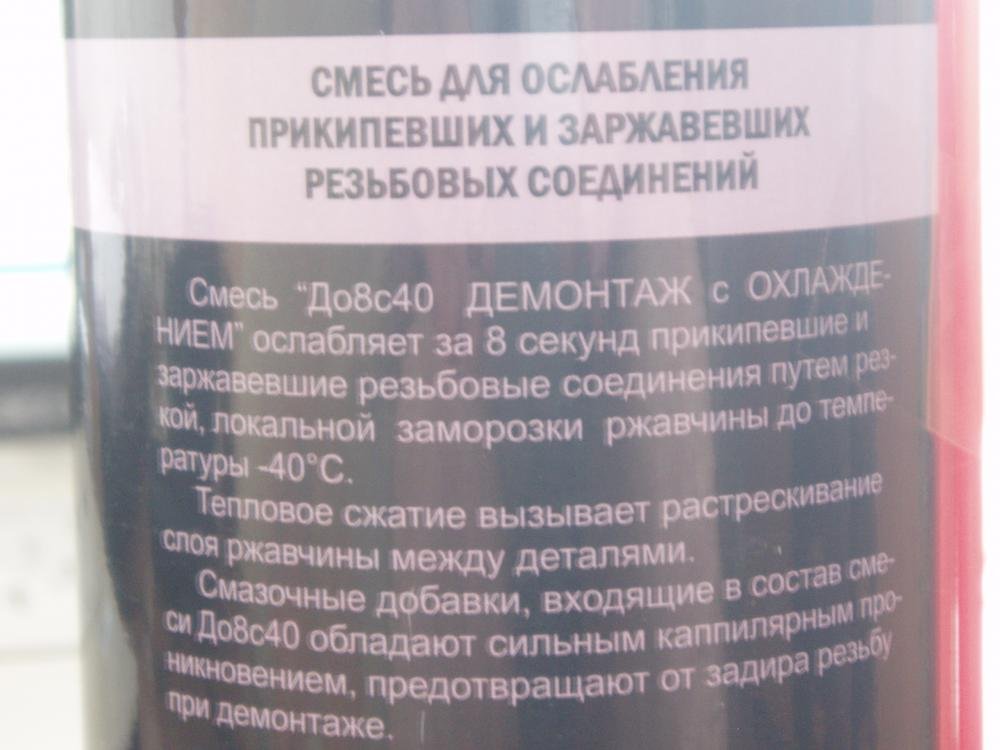 СМЕСЬ ДЛЯ ОСЛАБЛЕНИЯ
ПРИКИПЕВШИХ И ЗАРЖАВЕВШИХ
РЕЗЬБОВЫХ СОЕДИНЕНИЙ
Смесь “До8с40 ДЕМОНТАЖ с ОХЛАЖДЕ-
НИЕМ” ослабляет за 8 секунд прикипевшие и
заржавевшие резьбовые соединения путем рез-
кой, локальной заморозки ржавчины до темпе-
ратуры -40°С.
Тепловое сжатие вызывает растрескивание
слоя ржавчины между деталями.
Смазочные добавки, входящие в состав сме-
си До8с40 обладают сильным каппилярным про-
никновением, предотвращают от задира резьбу
при демонтаже.